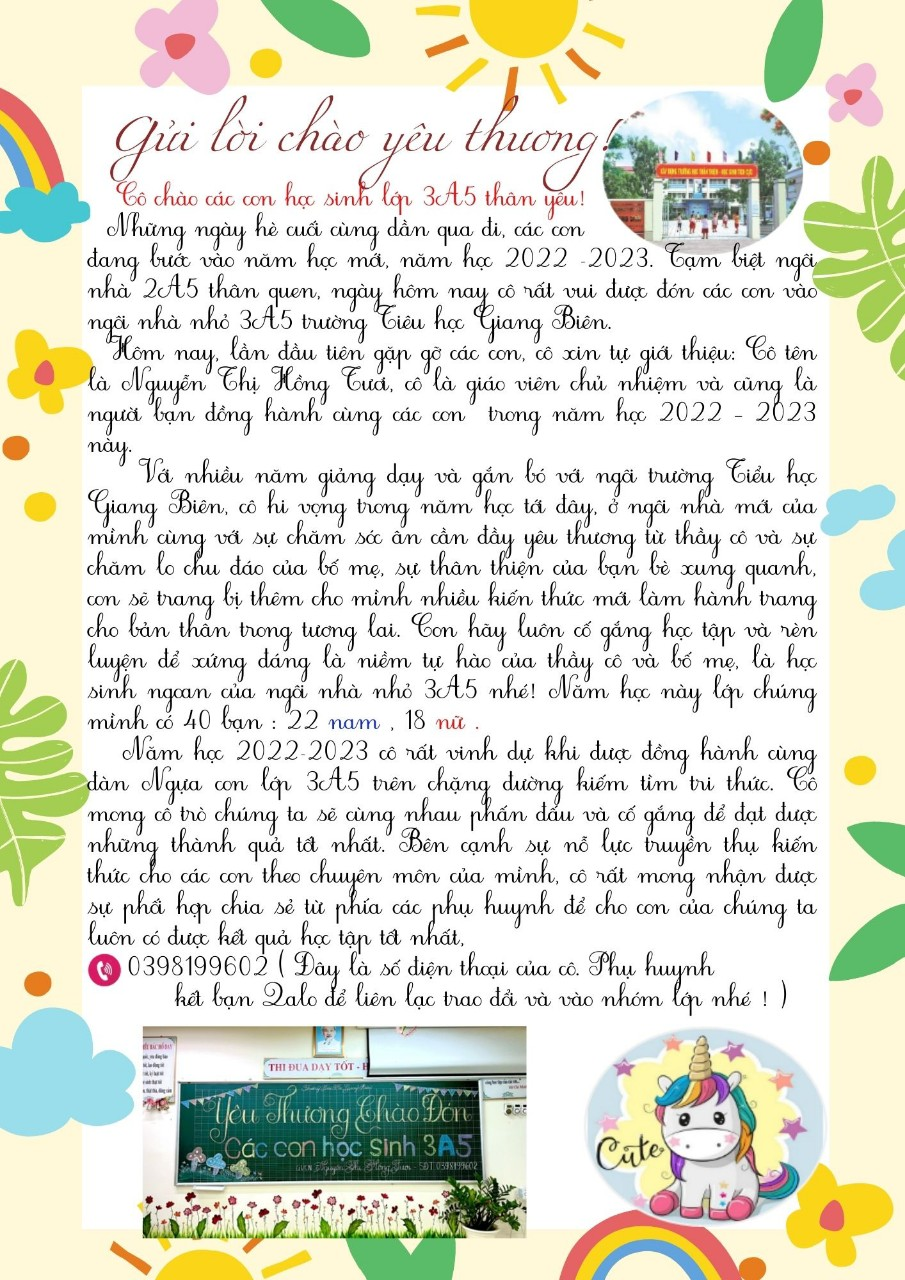 Gửi lời chào yêu thương!
XÂY DỰNG TRƯỜNG HỌC THÂN THIỆN - HỌC SINH TÍCH CỰC
Cô chào các con học sinh lớp 3A5 thân yêu!
Những ngày hè cuối cùng dần qua đi, các con
đang bước vào năm học mới, năm học 2022 -2023. Tạm biệt ngôi
nhà 2A5 thân quen, ngày hôm nay cô rất vui được đón các con vào
ngôi nhà nhỏ 3A5 trường Tiểu học Giang Biên.
Hôm nay, lần đầu tiên gặp gỡ các con, cô xin tự giới thiệu: Cô tên
là Nguyễn Thị Hồng Tươi, cô là giáo viên chủ nhiệm và cũng là
người bạn đồng hành cùng các con trong năm học 2022 – 2023
này.
Với nhiều năm giảng dạy và gắn bó với ngôi trường Tiểu học
Giang Biên, cô hi vọng trong năm học tới đây, ở ngôi nhà mới của
mình cùng với sự chăm sóc ân cần đầy yêu thương từ thầy cô và sự
chăm lo chu đáo của bố mẹ, sự thân thiện của bạn bè xung quanh,
con sẽ trang bị thêm cho mình nhiều kiến thức mới làm hành trang
cho bản thân trong tương lai. Con hãy luôn cố gắng học tập và rèn
luyện để xứng đáng là niềm tự hào của thầy cô và bố mẹ, là học
sinh ngoan của ngôi nhà nhỏ 3A5 nhé! Năm học này lớp chúng
mình có 40 bạn : 22 nam , 18 nữ .
Năm học 2022-2023 cô rất vinh dự khi được đồng hành cùng
đàn Ngựa con lớp 3A5 trên chặng đường kiếm tìm tri thức. Cô
mong cô trò chúng ta sẽ cùng nhau phấn đấu và cố gắng để đạt được
những thành quả tốt nhất. Bên cạnh sự nỗ lực truyền thụ kiến
thức cho các con theo chuyên môn của mình, cô rất mong nhận được
sự phối hợp chia sẻ từ phía các phụ huynh để cho con của chúng ta
luôn có được kết quả học tập tốt nhất,
0398199602 ( Đây là số điện thoại của cô. Phụ huynh
kết bạn Zalo để liên lạc trao đổi và vào nhóm lớp nhé ! )
THI ĐUA DẠY TỐT - H
Yêu Thương Chào Đón
Các con học sinh 3A5
GVCN: Nguyễn Thị Hồng Tươi SĐT: 0398199602
Cute